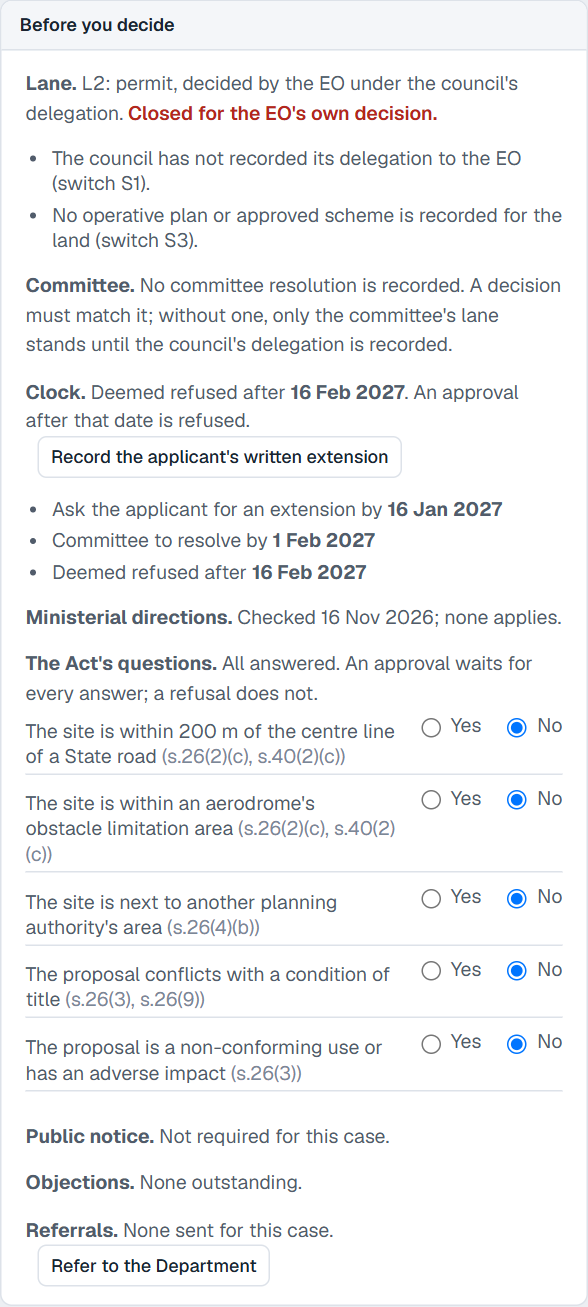 Before you decide
Lane. L2: permit, decided by the EO under the council's
delegation. Closed for the EO's own decision.
• The council has not recorded its delegation to the EO
(switch S1).
• No operative plan or approved scheme is recorded for the
land (switch S3).
Committee. No committee resolution is recorded. A decision
must match it; without one, only the committee's lane
stands until the council's delegation is recorded.
Clock. Deemed refused after 16 Feb 2027. An approval
after that date is refused.
Record the applicant's written extension
• Ask the applicant for an extension by 16 Jan 2027
• Committee to resolve by 1 Feb 2027
• Deemed refused after 16 Feb 2027
Ministerial directions. Checked 16 Nov 2026; none applies.
The Act's questions. All answered. An approval waits for
every answer; a refusal does not.
The site is within 200 m of the centre line Yes No
of a State road (s.26(2)(c), s.40(2)(c))
The site is within an aerodrome's Yes No
obstacle limitation area (s.26(2)(c), s.40(2)
(c))
The site is next to another planning Yes No
authority's area (s.26(4)(b))
The proposal conflicts with a condition of Yes No
title (s.26(3), s.26(9))
The proposal is a non-conforming use or Yes No
has an adverse impact (s.26(3))
Public notice. Not required for this case.
Objections. None outstanding.
Referrals. None sent for this case.
Refer to the Department